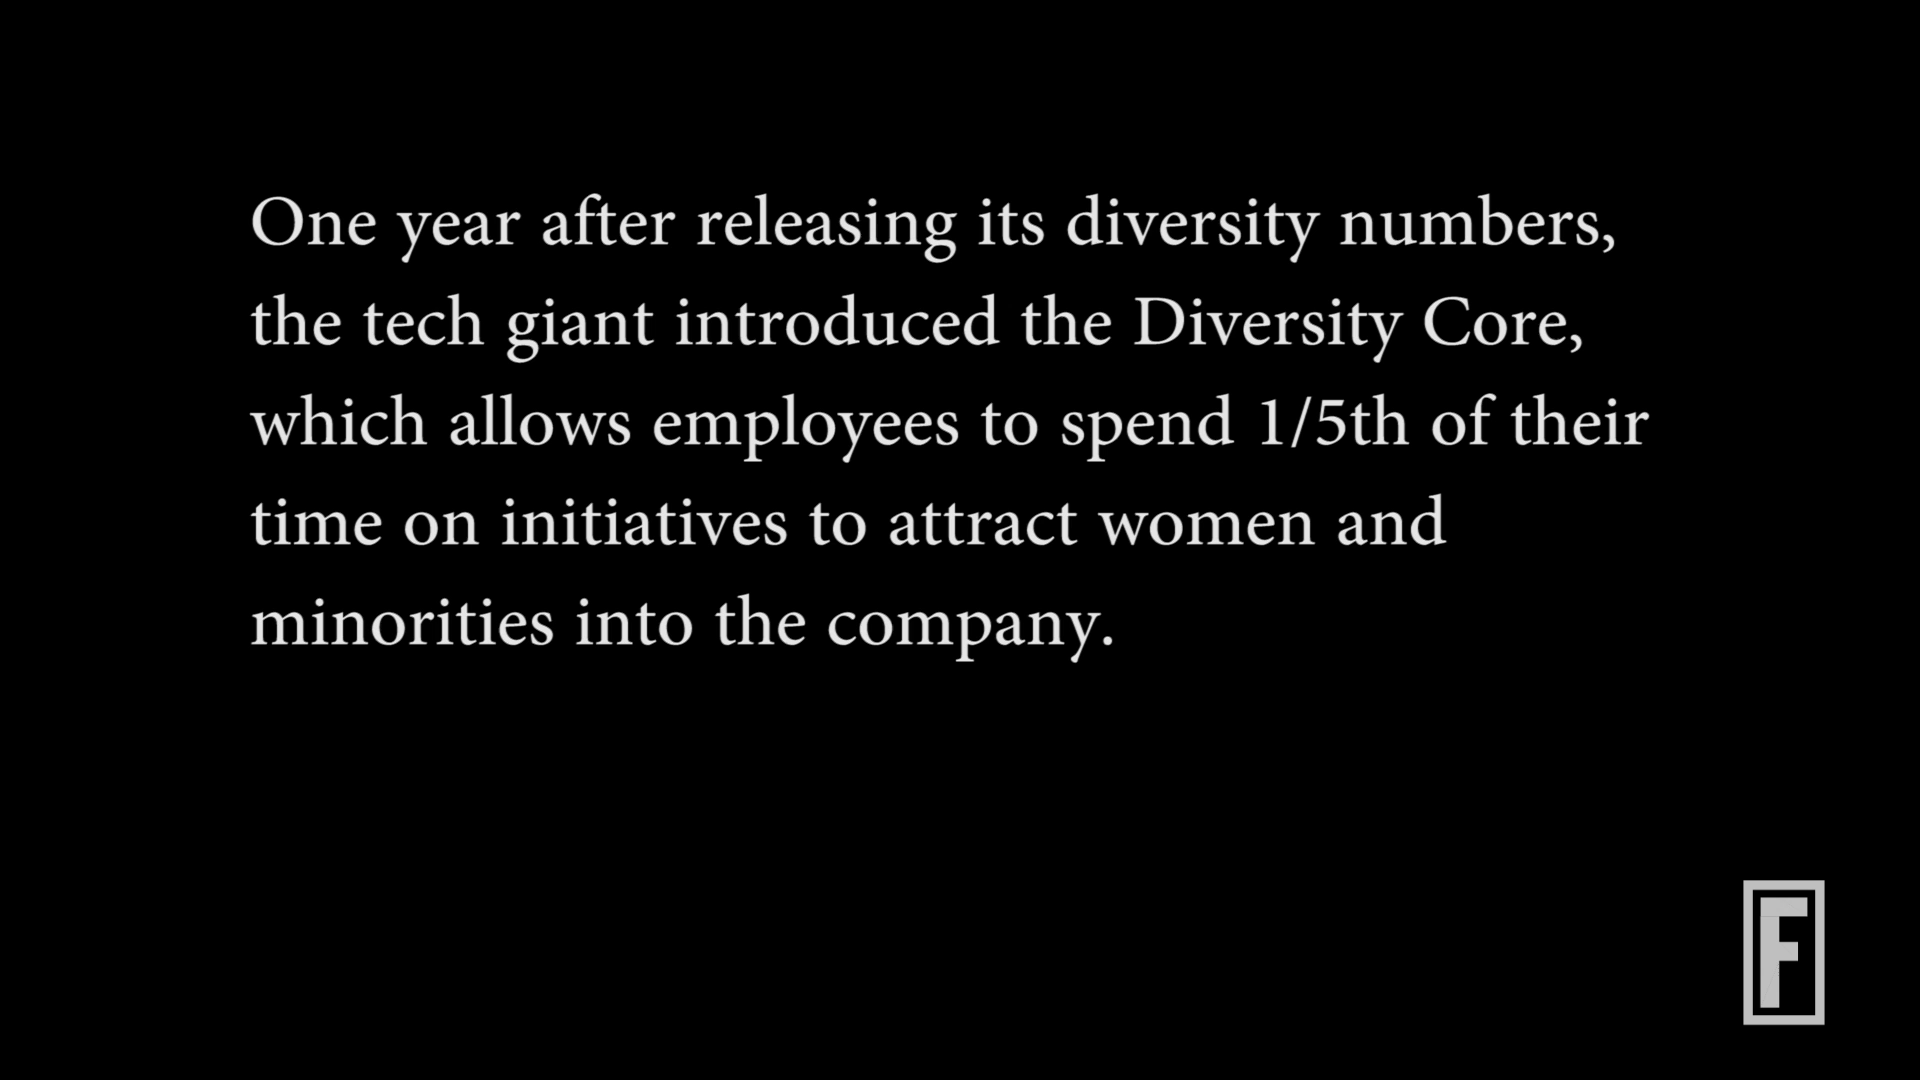 One year after releasing its diversity numbers,
the tech giant introduced the Diversity Core,
which allows employees to spend 1/5th of their
time on initiatives to attract women and
minorities into the company.
F